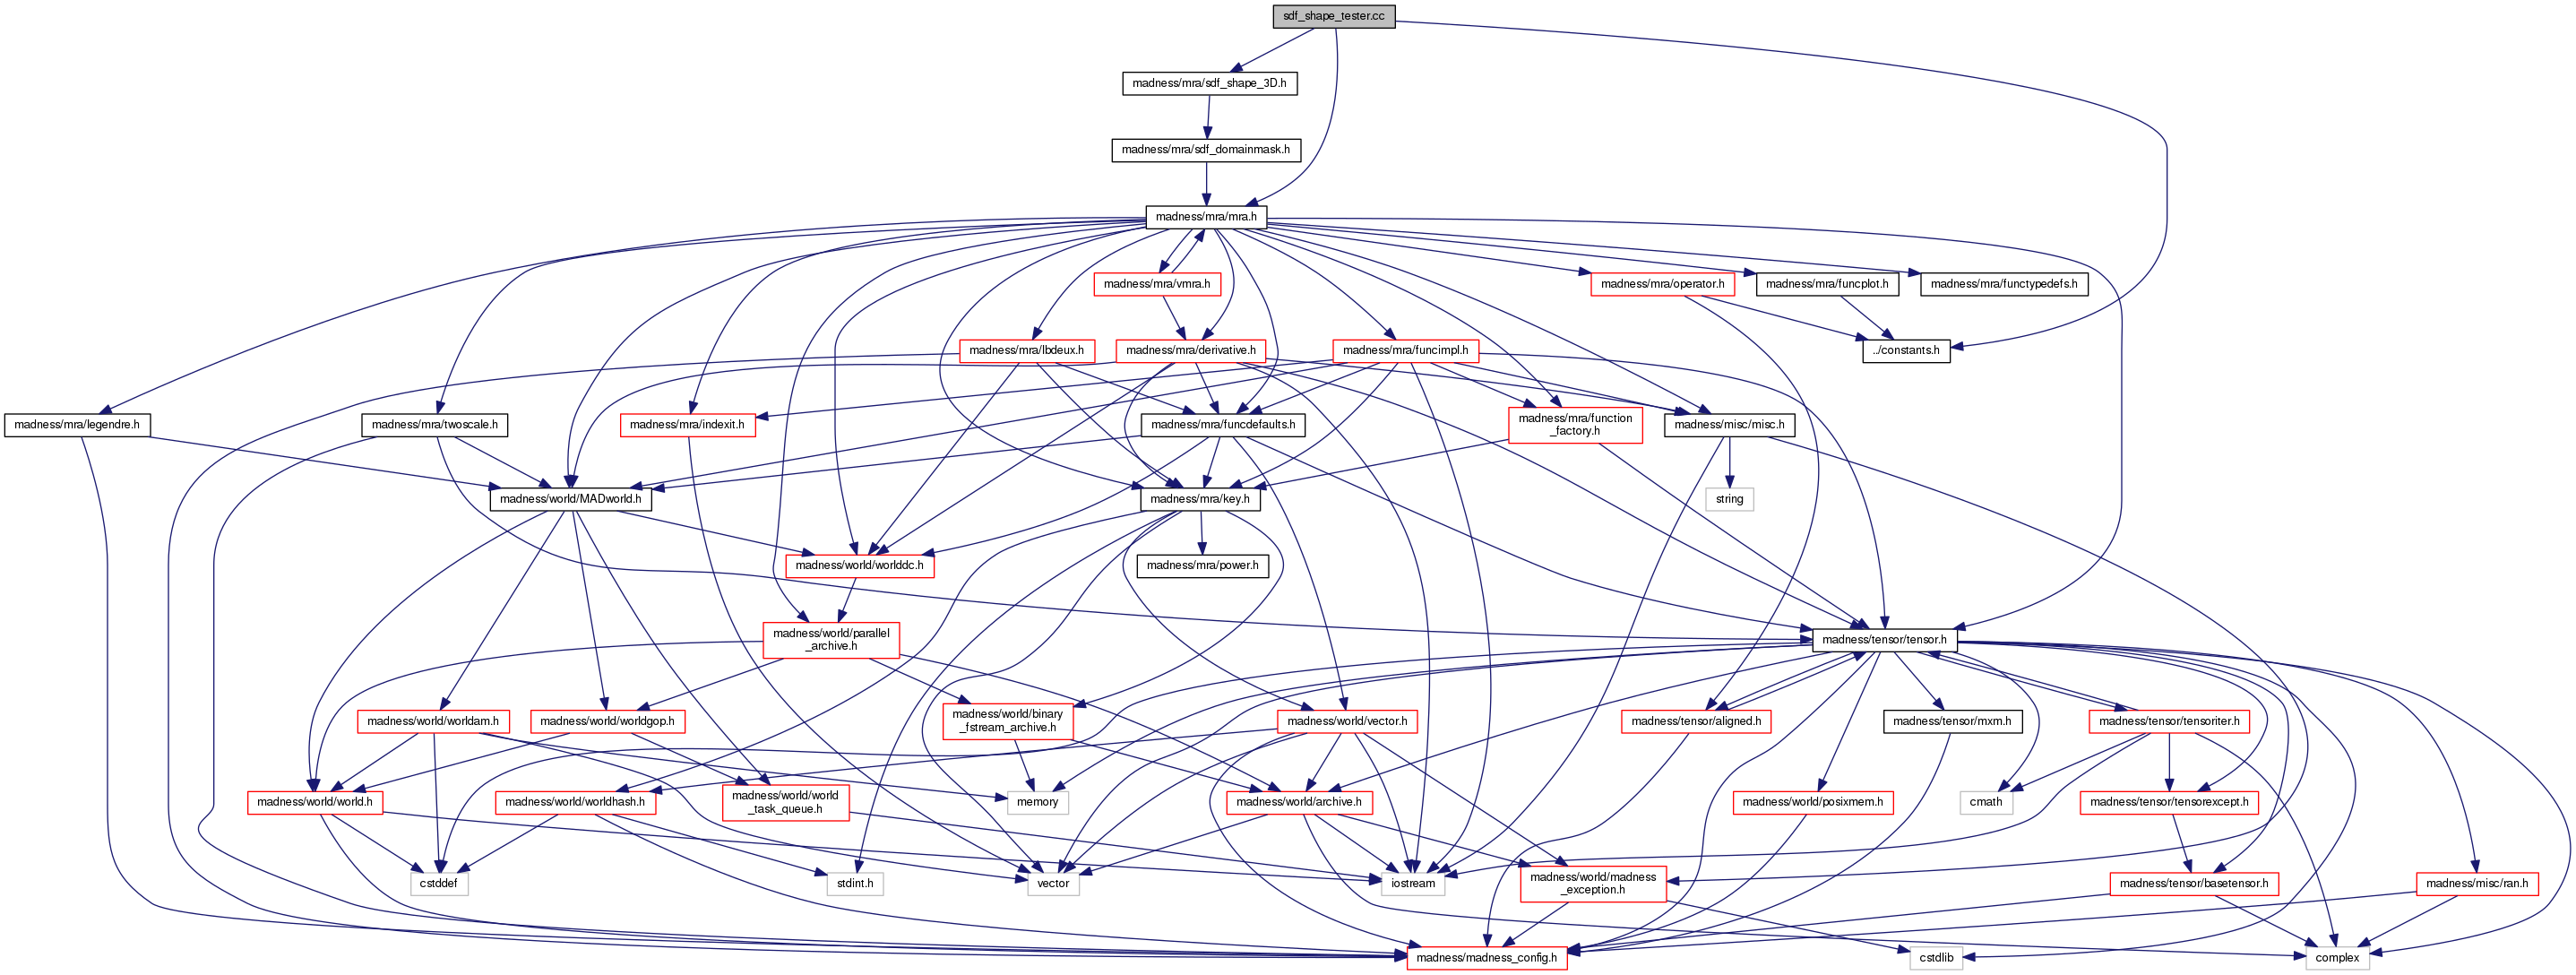 sdf_shape_tester.cc
madness/mra/sdf_shape_3D.h
madness/mra/sdf_domainmask.h
madness/mra/mra.h
madness/mra/vmra.h
madness/mra/operator.h
madness/mra/funcplot.h
madness/mra/functypedefs.h
madness/mra/lbdeux.h
madness/mra/derivative.h
madness/mra/funcimpl.h
../constants.h
madness/mra/legendre.h
madness/mra/twoscale.h
madness/mra/indexit.h
madness/mra/funcdefaults.h
madness/mra/function
_factory.h
madness/misc/misc.h
madness/world/MADworld.h
madness/mra/key.h
string
madness/world/worlddc.h
madness/mra/power.h
madness/world/parallel
_archive.h
madness/tensor/tensor.h
madness/world/worldam.h
madness/world/worldgop.h
madness/world/binary
_fstream_archive.h
madness/world/vector.h
madness/tensor/aligned.h
madness/tensor/mxm.h
madness/tensor/tensoriter.h
madness/world/world.h
madness/world/worldhash.h
madness/world/world
_task_queue.h
memory
madness/world/archive.h
madness/world/posixmem.h
cmath
madness/tensor/tensorexcept.h
cstddef
stdint.h
vector
iostream
madness/world/madness
_exception.h
madness/tensor/basetensor.h
madness/misc/ran.h
madness/madness_config.h
cstdlib
complex